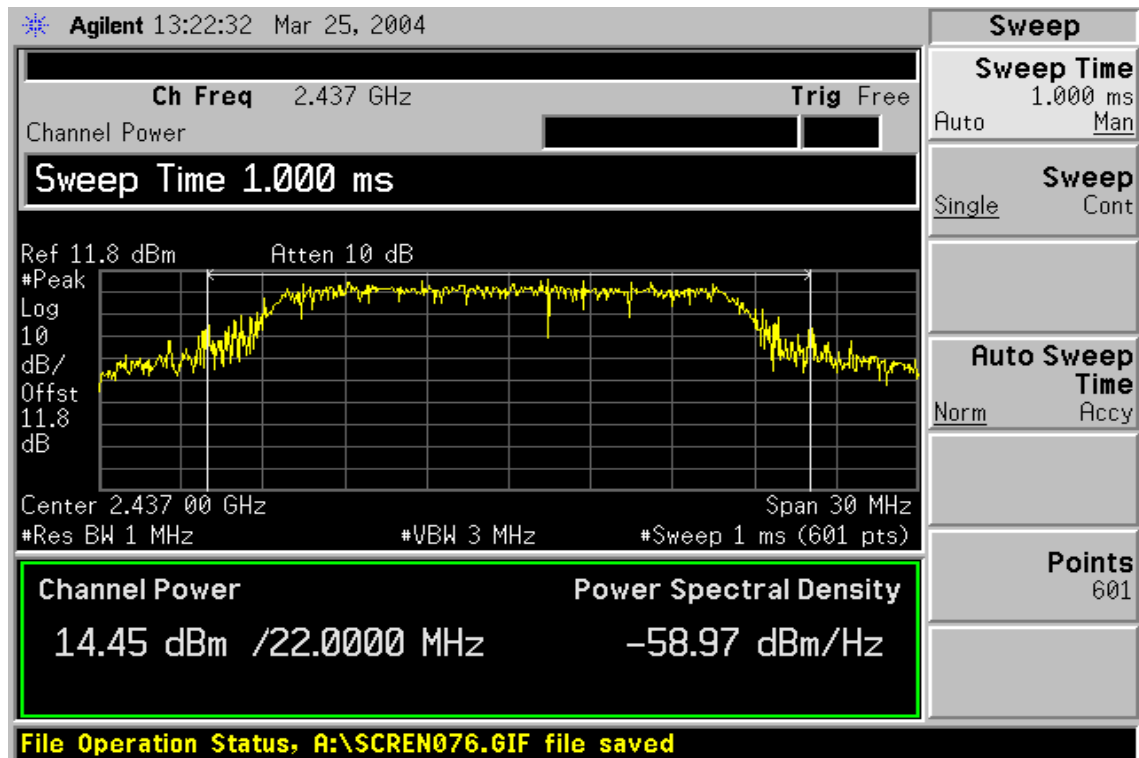 Agilent 13:22:32 Mar 25, 2004
Ch Freq 2.437 GHz Trig Free
Channel Power
Sweep Time 1.000 ms
Ref 11.8 dBm Atten 10 dB
#Peak
Log
10
dB/
Offst
11.8
dB
Center 2.437 00 GHz Span 30 MHz
#Res BW 1 MHz #VBW 3 MHz #Sweep 1 ms (601 pts)
Channel Power Power Spectral Density
14.45 dBm /22.0000 MHz -58.97 dBm/Hz
File Operation Status, A:\SCREN076.GIF file saved
Sweep
Sweep Time
1.000 ms
Auto Man
Sweep
Single Cont
Auto Sweep
Time
Norm Accy
Points
601